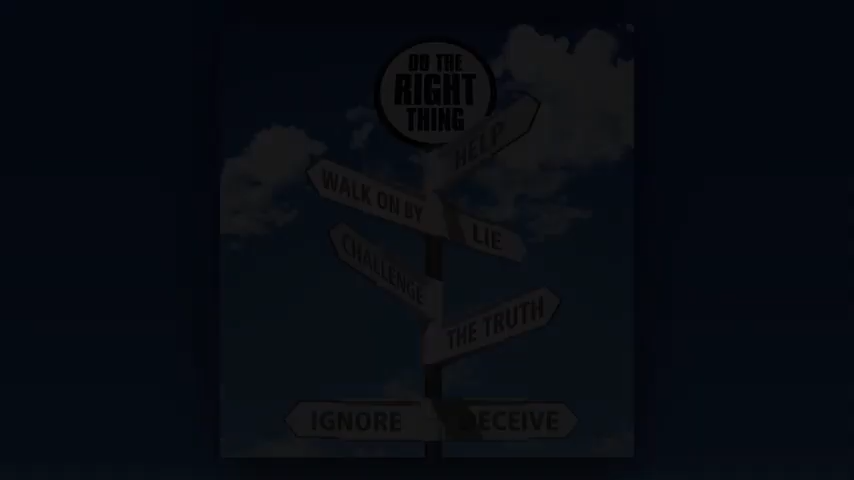 DO THE
RIGHT
THING
HELP
WALK ON BY
LIE
CHALLENGE
THE TRUTH
IGNORE
DECEIVE